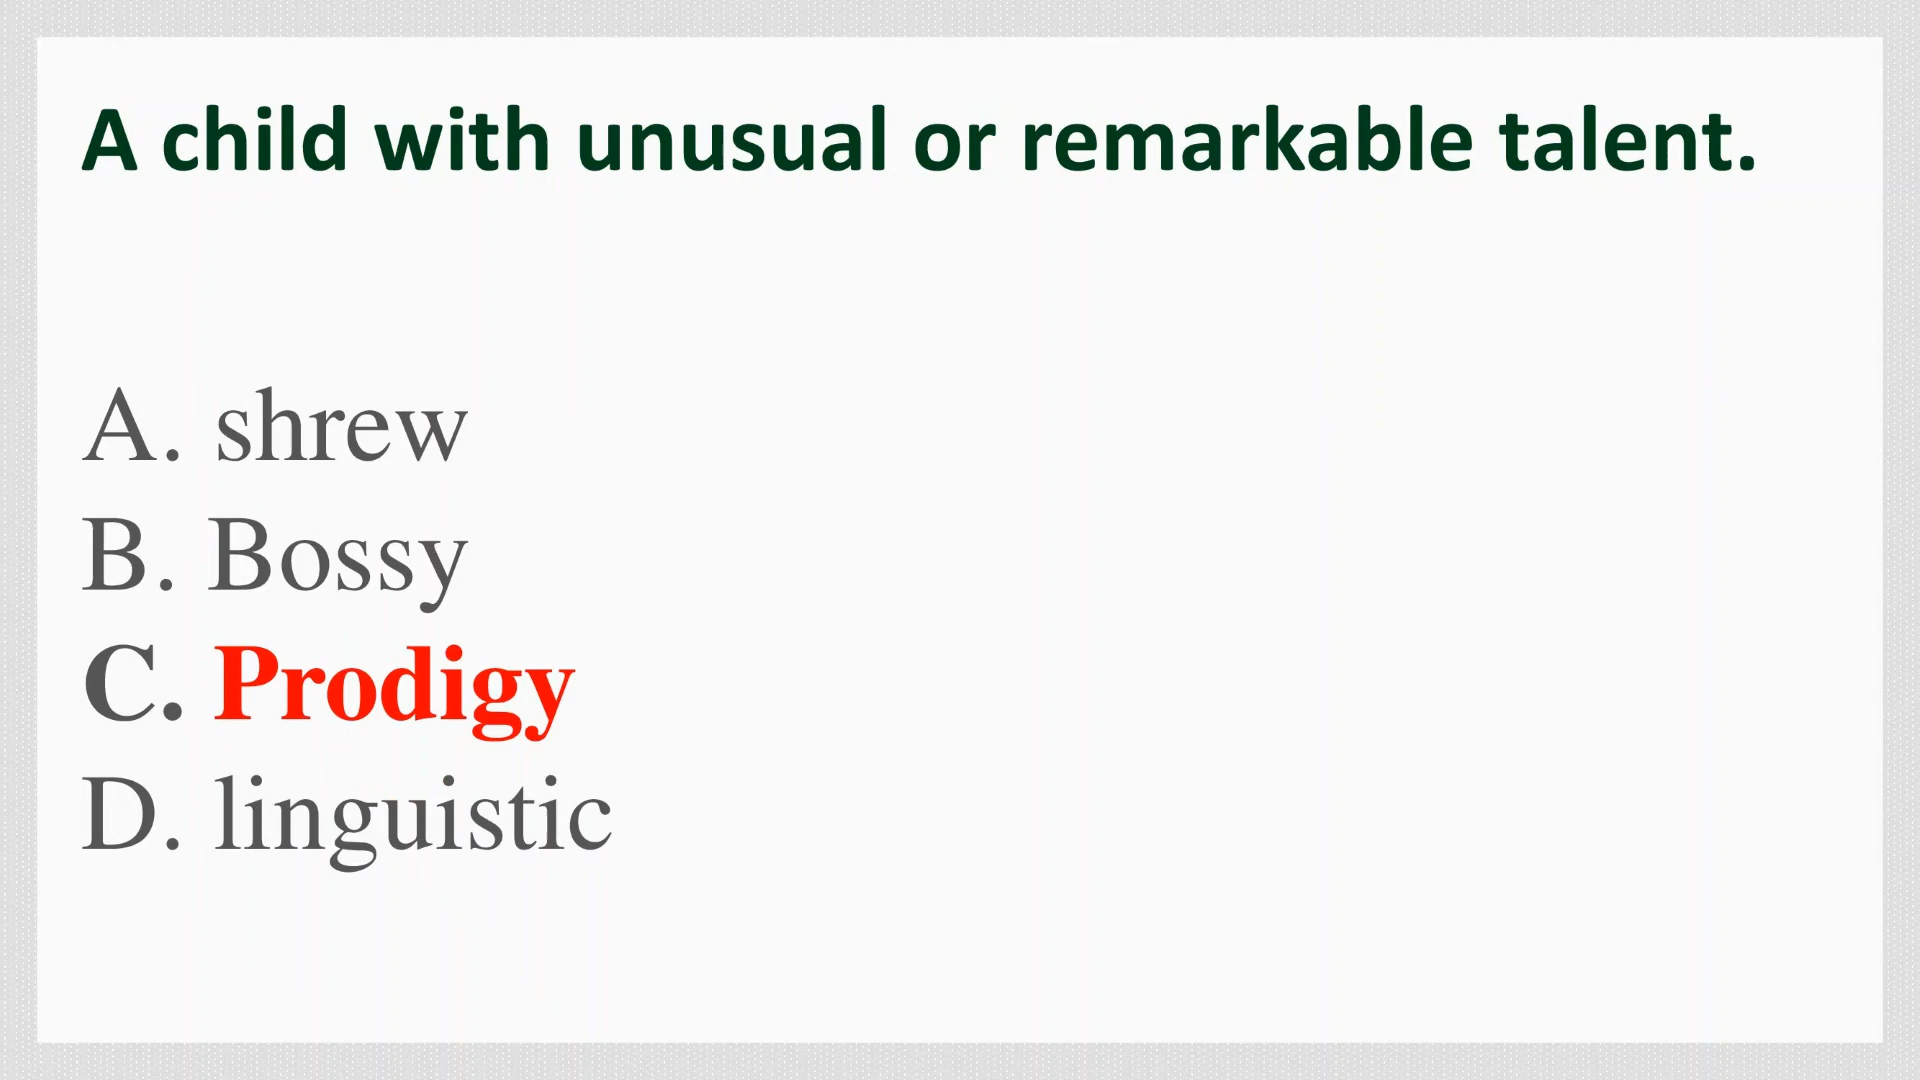 A child with unusual or remarkable talent.
A. shrew
B. Bossy
C. Prodigy
D. linguistic